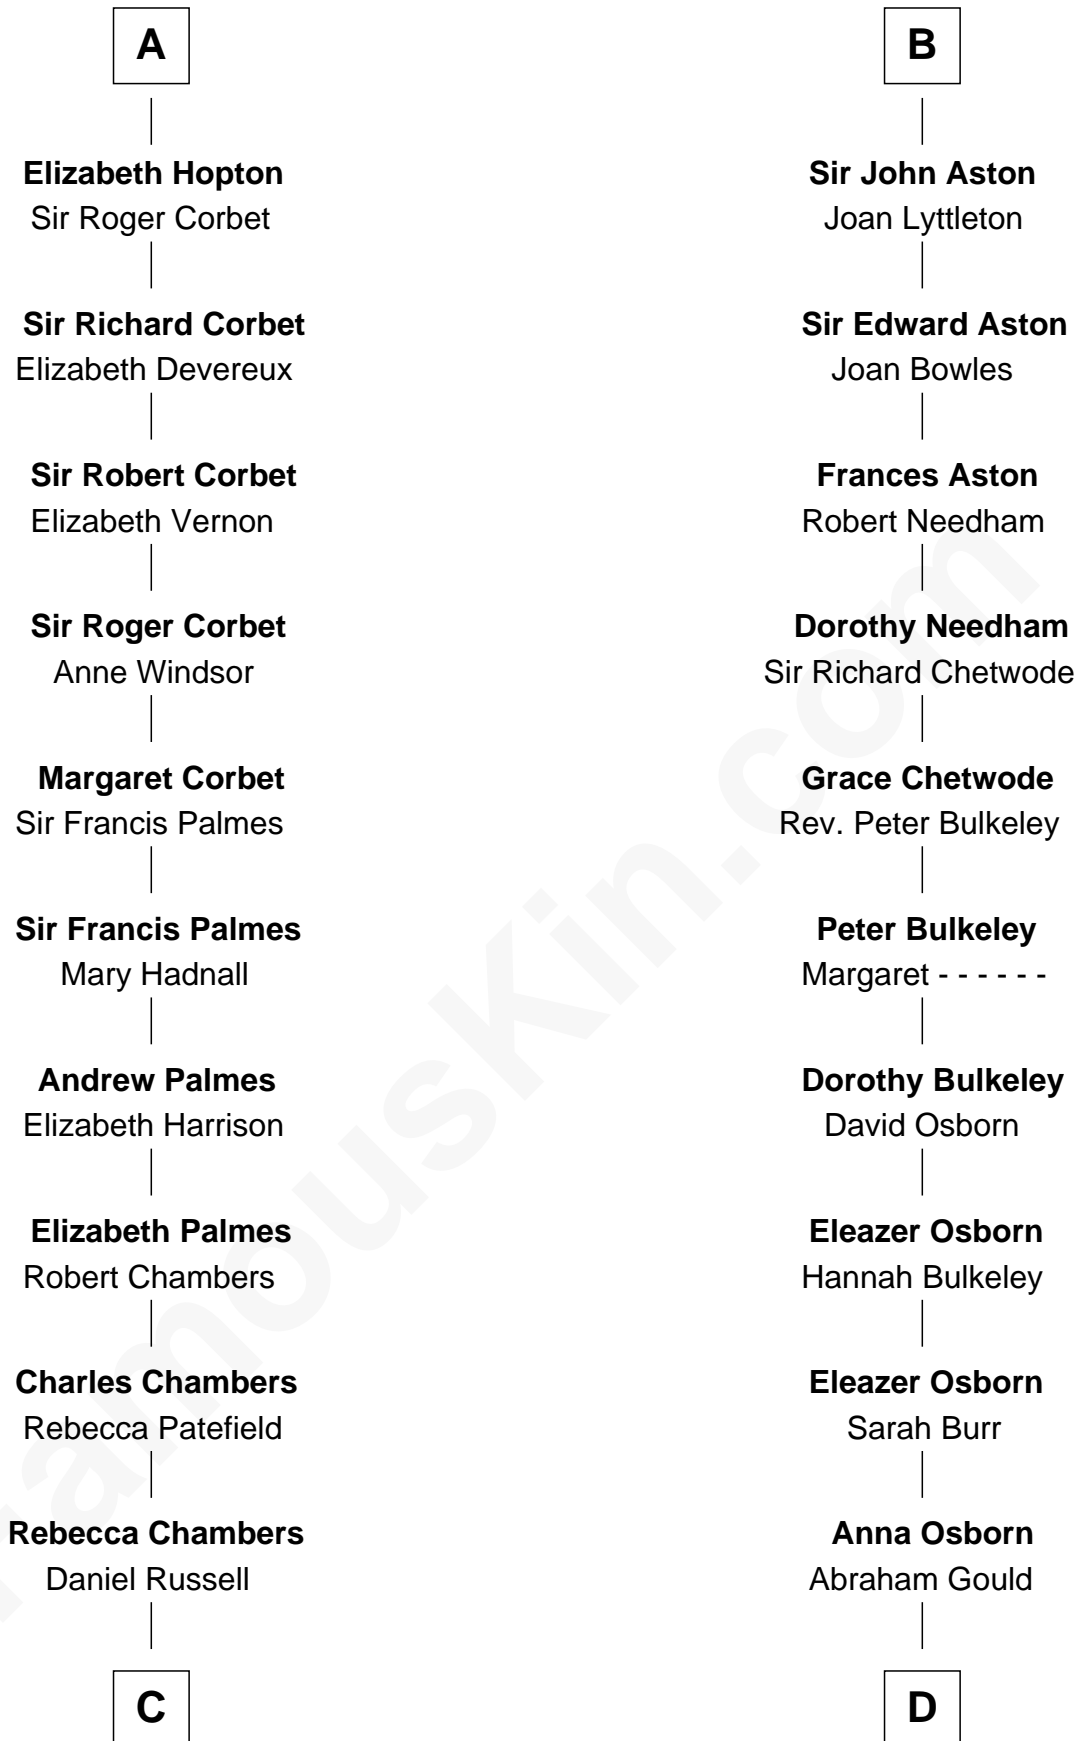 A
Elizabeth Hopton
Sir Roger Corbet
Sir Richard Corbet
Elizabeth Devereux
Sir Robert Corbet
Elizabeth Vernon
Sir Roger Corbet
Anne Windsor
Margaret Corbet
Sir Francis Palmes
Sir Francis Palmes
Mary Hadnall
Andrew Palmes
Elizabeth Harrison
Elizabeth Palmes
Robert Chambers
Charles Chambers
Rebecca Patefield
Rebecca Chambers
Daniel Russell
C
B
Sir John Aston
Joan Lyttleton
Sir Edward Aston
Joan Bowles
Frances Aston
Robert Needham
Dorothy Needham
Sir Richard Chetwode
Grace Chetwode
Rev. Peter Bulkeley
Peter Bulkeley
Margaret - - - - - -
Dorothy Bulkeley
David Osborn
Eleazer Osborn
Hannah Bulkeley
Eleazer Osborn
Sarah Burr
Anna Osborn
Abraham Gould
D
FamousKin.com